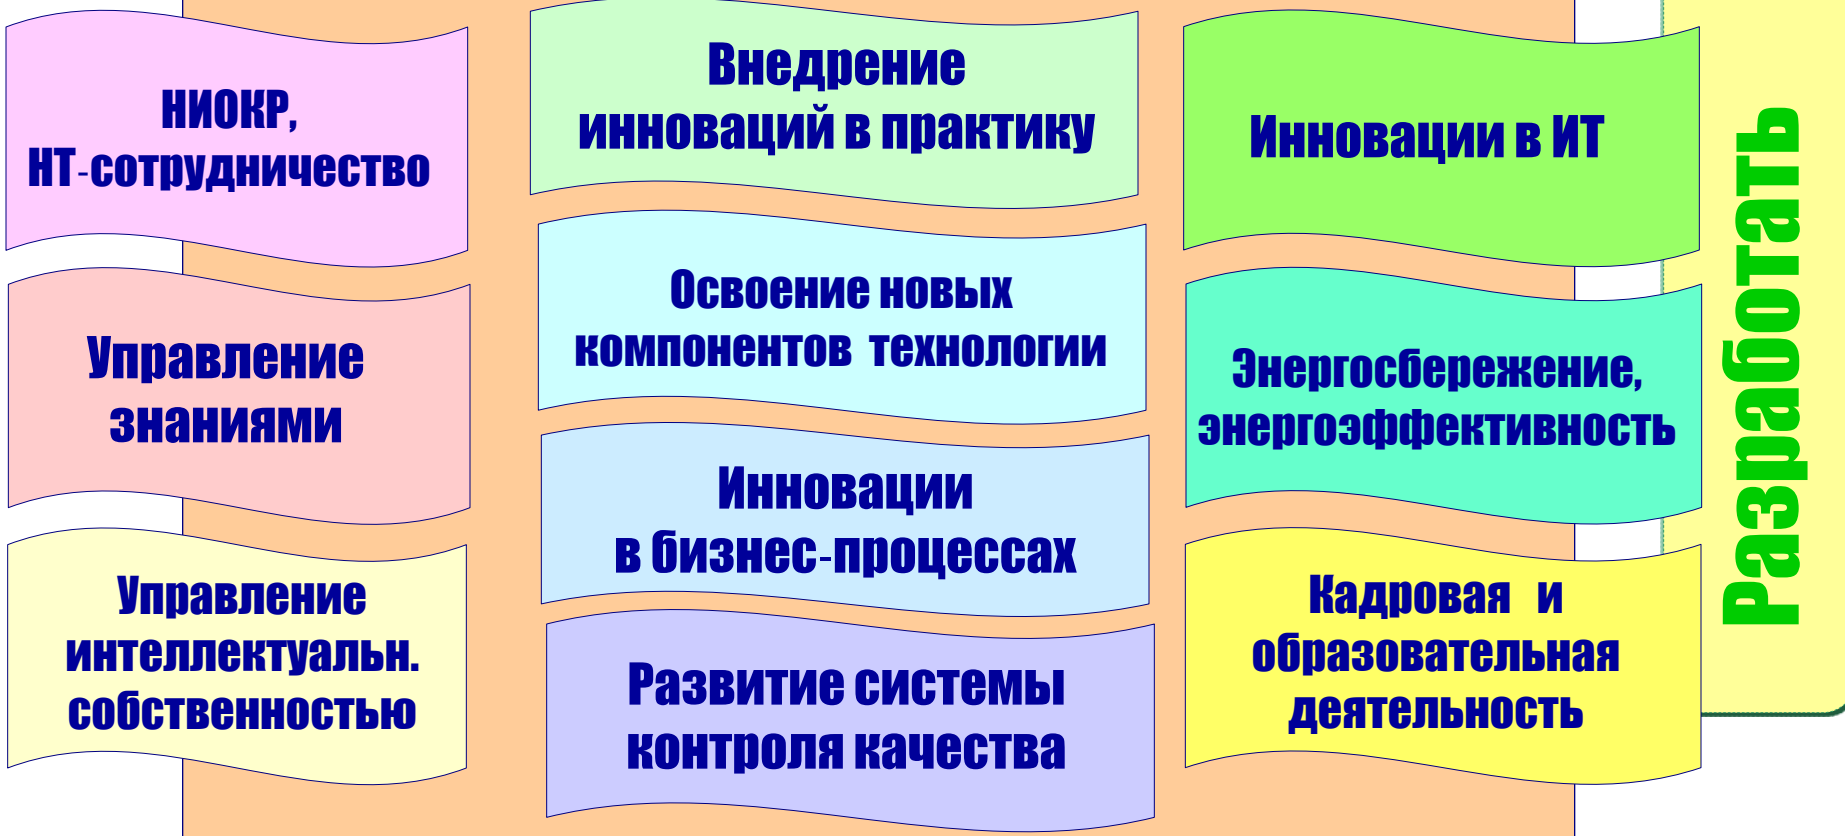 НИОКР,
НТ-сотрудничество
Управление
знаниями
Управление
интеллектуальн.
собственностью
Внедрение
инноваций в практику
Освоение новых
компонентов технологии
Инновации
в бизнес-процессах
Развитие системы
контроля качества
Инновации в ИТ
Энергосбережение,
энергоэффективность
Кадровая и
образовательная
деятельность
Разработать